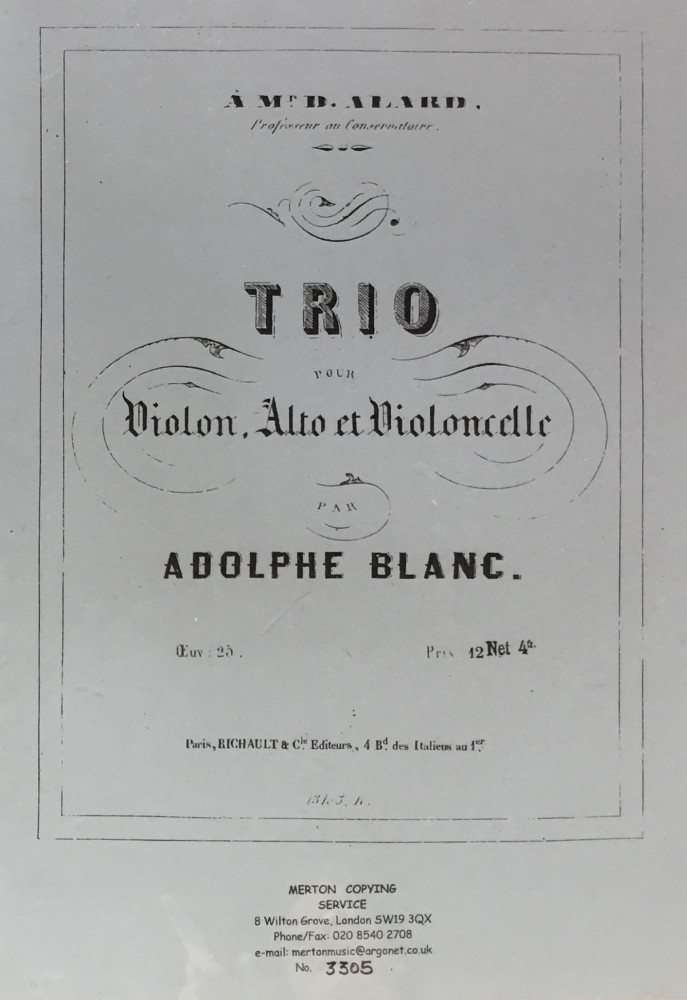 À Mr D. ALARD.
Professeur au Conservatoire.
TRIO
POUR
Violon, Alto et Violoncelle
PAR
ADOLPHE BLANC.
Œuv: 25. Prix 12 Net 4fr.
Paris, RICHAULT & Cie Editeurs, 4 Bd des Italiens au 1er
MERTON COPYING
SERVICE
8 Wilton Grove, London SW19 3QX
Phone/Fax: 020 8540 2708
e-mail: mertonmusic@argonet.co.uk
No. 3305